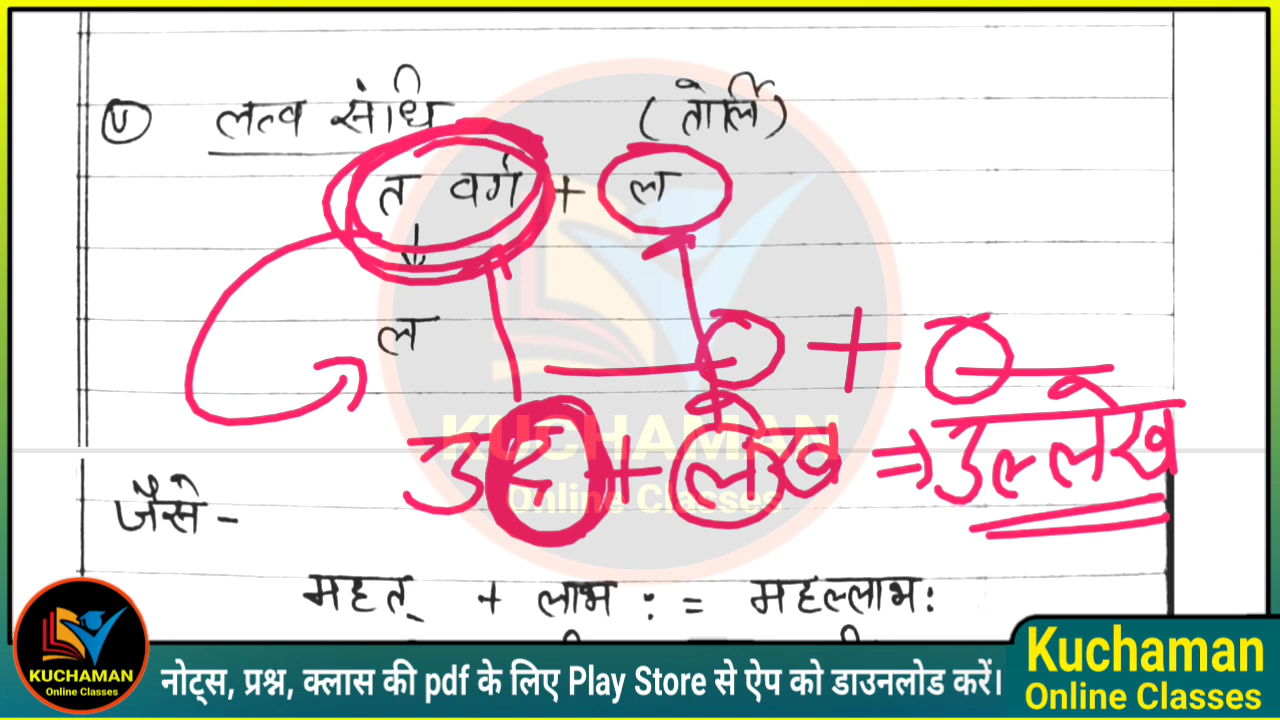 (V) लत्व संधि (तोर्लि)
त वर्ग + ल
↓
ल
+
उद् + लेख ⇒ उल्लेख
KUCHAMAN
Online Classes
जैसे -
महत् + लाभ : = महल्लाभ:
KUCHAMAN
Online Classes
नोट्स, प्रश्न, क्लास की pdf के लिए Play Store से ऐप को डाउनलोड करें।
Kuchaman
Online Classes